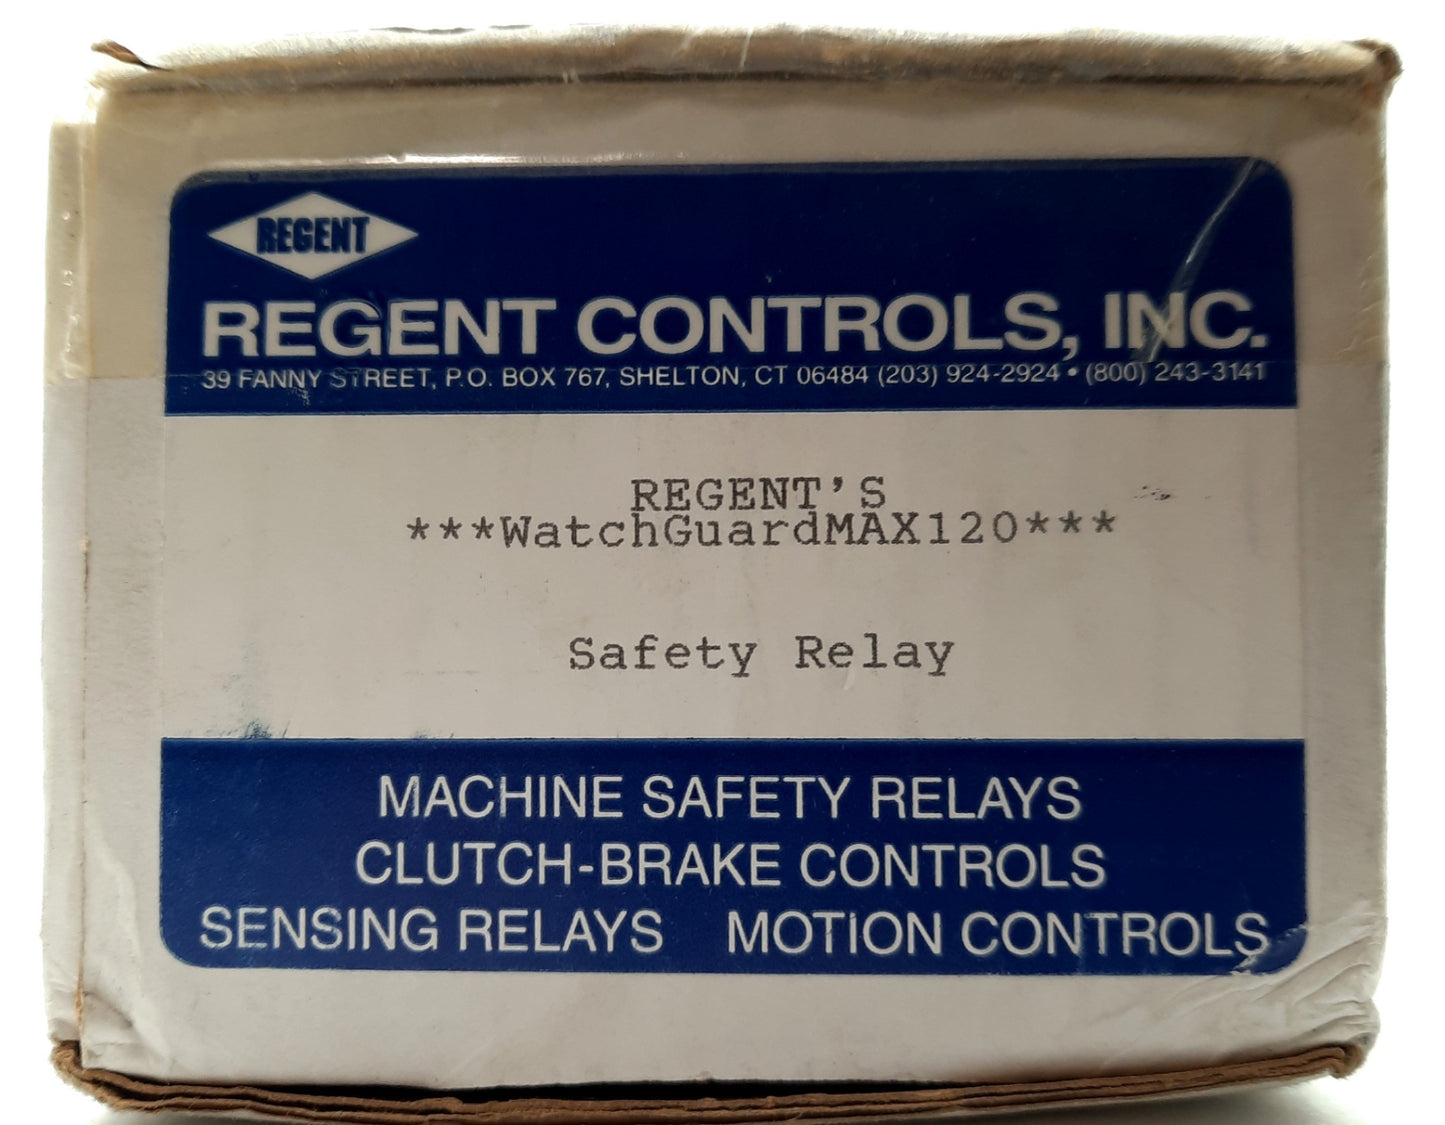 REGENT
REGENT CONTROLS, INC.
39 FANNY STREET, P.O. BOX 767, SHELTON, CT 06484 (203) 924-2924 • (800) 243-3141
REGENT'S
***WatchGuardMAX120***
Safety Relay
MACHINE SAFETY RELAYS
CLUTCH-BRAKE CONTROLS
SENSING RELAYS MOTION CONTROLS